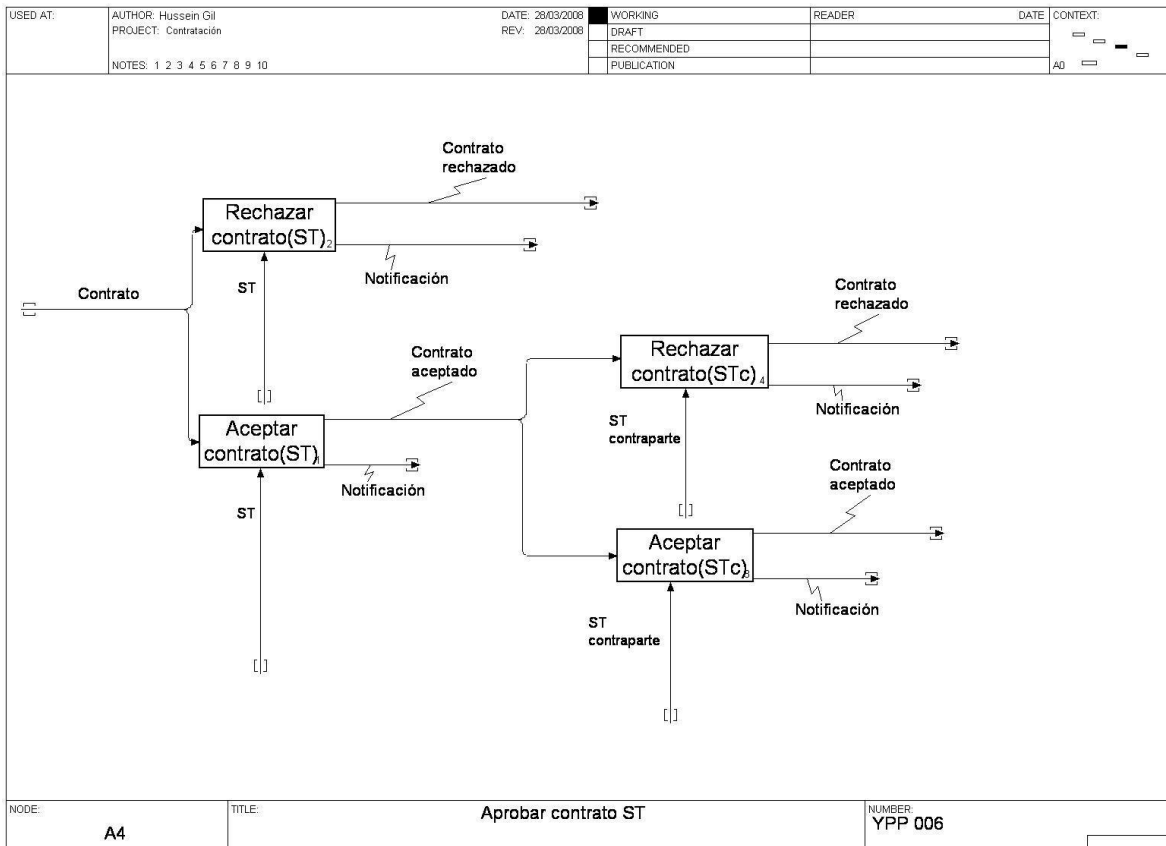 USED AT:
AUTHOR: Hussein Gil
DATE: 28/03/2008
WORKING
READER
DATE
CONTEXT:
PROJECT: Contratación
REV: 28/03/2008
DRAFT
RECOMMENDED
NOTES: 1 2 3 4 5 6 7 8 9 10
PUBLICATION
A0
Contrato
rechazado
Rechazar
contrato(ST)
2
Notificación
ST
Contrato
Contrato
rechazado
Rechazar
contrato(STc)
4
Contrato
aceptado
Notificación
Aceptar
contrato(ST)
1
ST
contraparte
Notificación
Contrato
aceptado
ST
Aceptar
contrato(STc)
3
Notificación
ST
contraparte
NODE:
A4
TITLE:
Aprobar contrato ST
NUMBER:
YPP 006